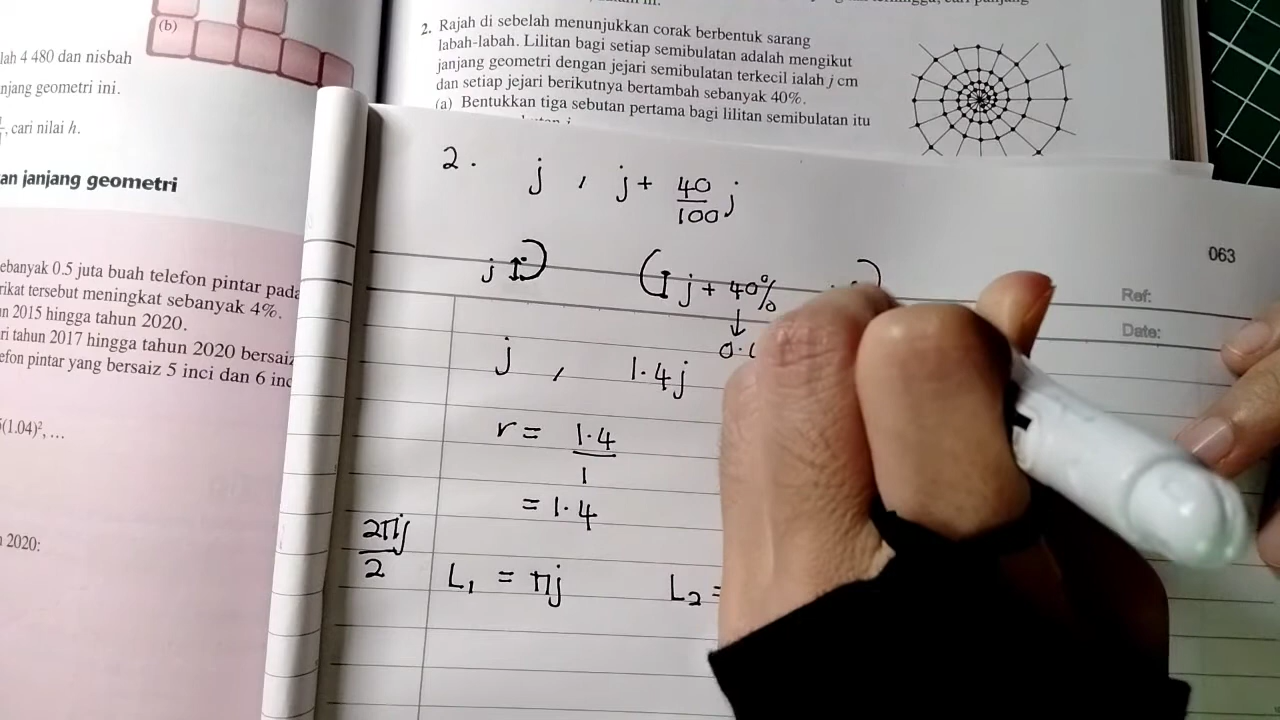 (b)
lah 4 480 dan nisbah
njang geometri ini.
, cari nilai h.
an janjang geometri
ebanyak 0.5 juta buah telefon pintar pada
rikat tersebut meningkat sebanyak 4%.
n 2015 hingga tahun 2020.
ri tahun 2017 hingga tahun 2020 bersaiz
efon pintar yang bersaiz 5 inci dan 6 inc
(1.04)², ...
2020:
2. Rajah di sebelah menunjukkan corak berbentuk sarang
labah-labah. Lilitan bagi setiap semibulatan adalah mengikut
janjang geometri dengan jejari semibulatan terkecil ialah j cm
dan setiap jejari berikutnya bertambah sebanyak 40%.
(a) Bentukkan tiga sebutan pertama bagi lilitan semibulatan itu
2. j , j + 40/100 j
j j + 40%
j , 1.4j
r = 1.4/1
= 1.4
2πj/2
L₁ = πj L₂ =
063
Ref:
Date: